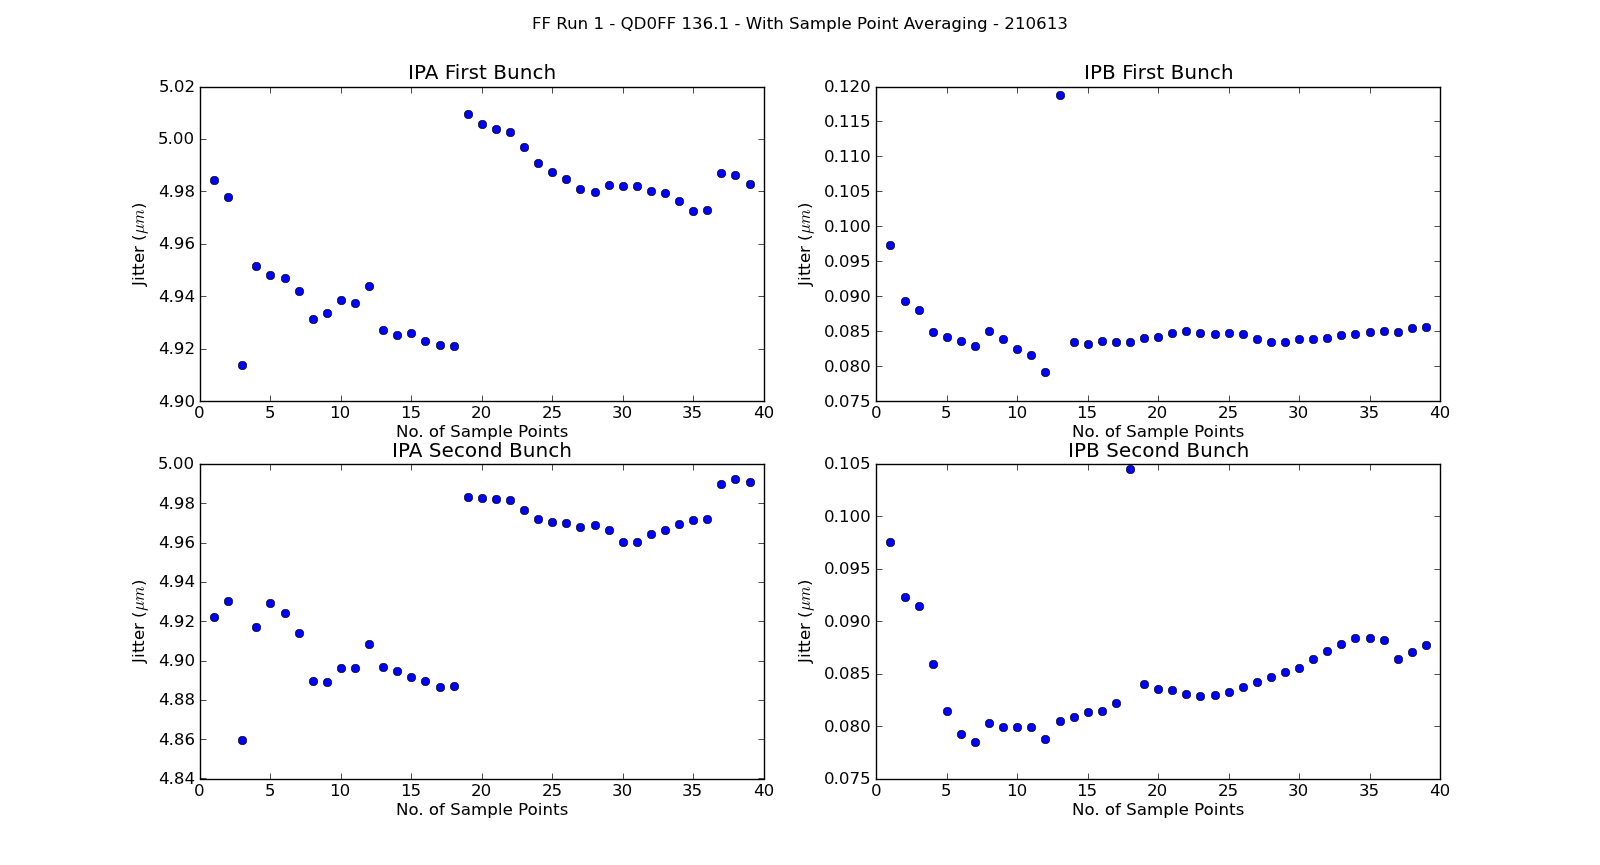 FF Run 1 - QD0FF 136.1 - With Sample Point Averaging - 210613
IPA First Bunch
5.02
5.00
4.98
4.96
4.94
4.92
4.90
Jitter (μm)
0 5 10 15 20 25 30 35 40
No. of Sample Points
IPB First Bunch
0.120
0.115
0.110
0.105
0.100
0.095
0.090
0.085
0.080
0.075
Jitter (μm)
0 5 10 15 20 25 30 35 40
No. of Sample Points
IPA Second Bunch
5.00
4.98
4.96
4.94
4.92
4.90
4.88
4.86
4.84
Jitter (μm)
0 5 10 15 20 25 30 35 40
No. of Sample Points
IPB Second Bunch
0.105
0.100
0.095
0.090
0.085
0.080
0.075
Jitter (μm)
0 5 10 15 20 25 30 35 40
No. of Sample Points